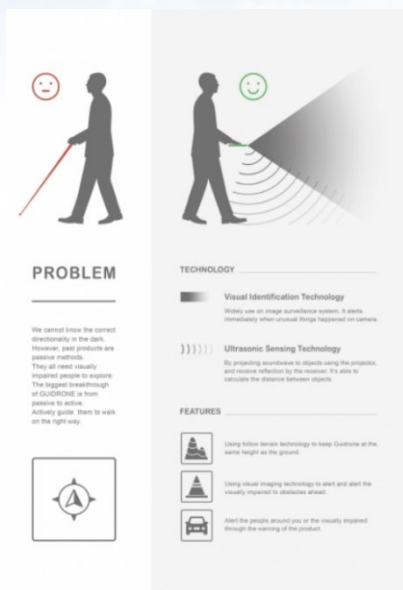 PROBLEM
We cannot know the correct
directionality in the dark.
However, past products are
passive methods.
They all need visually
impaired people to explore.
The biggest breakthrough
of GUIDRONE is from
passive to active.
Actively guide them to walk
on the right way.
TECHNOLOGY
Visual Identification Technology
Widely use on image surveillance system. It alerts
immediately when unusual things happened on camera.
Ultrasonic Sensing Technology
By projecting soundwave to objects using the projector,
and receive reflection by the receiver. It's able to
calculate the distance between objects.
FEATURES
Using follow terrain technology to keep Guidrone at the
same height as the ground.
Using visual imaging technology to alert and alert the
visually impaired to obstacles ahead.
Alert the people around you or the visually impaired
through the warning of the product.